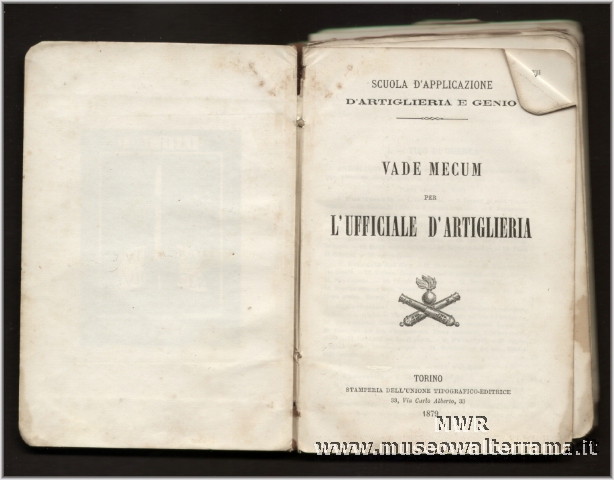 SCUOLA D'APPLICAZIONE
D'ARTIGLIERIA E GENIO
VADE MECUM
PER
L'UFFICIALE D'ARTIGLIERIA
TORINO
STAMPERIA DELL'UNIONE TIPOGRAFICO-EDITRICE
33, Via Carlo Alberto, 33
1879
MWR
www.museowalterrama.it